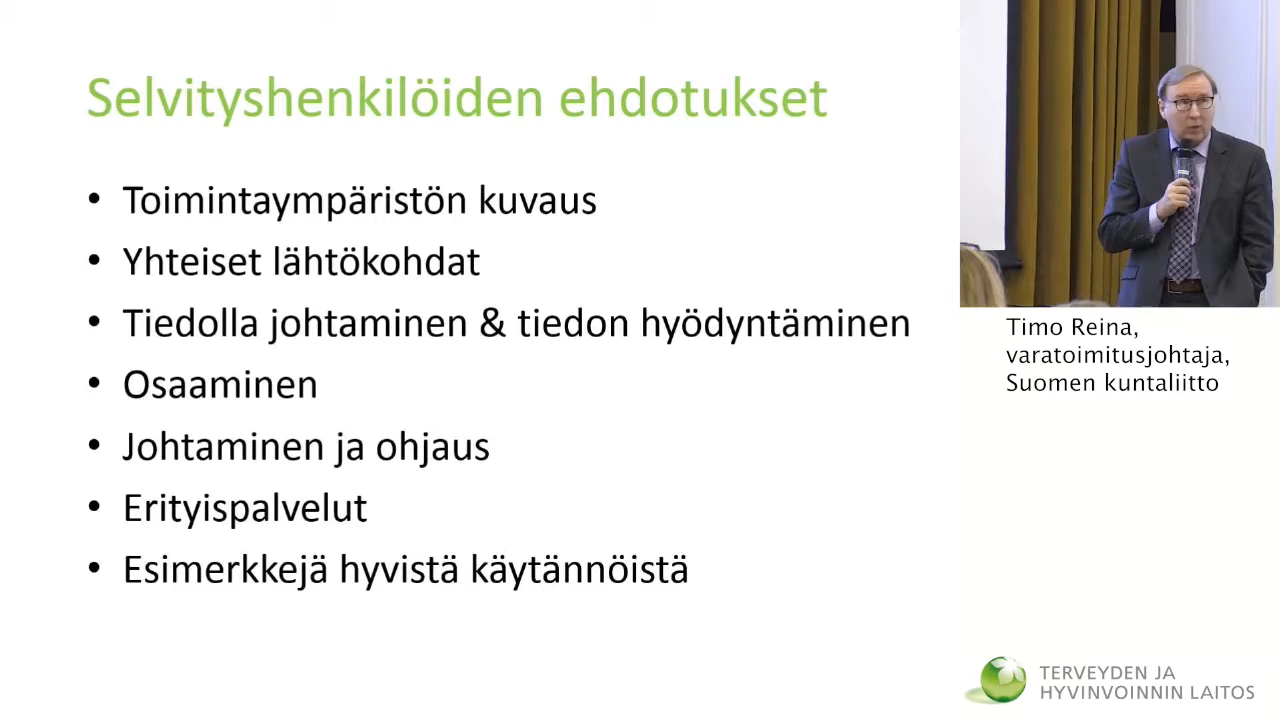 Selvityshenkilöiden ehdotukset
• Toimintaympäristön kuvaus
• Yhteiset lähtökohdat
• Tiedolla johtaminen & tiedon hyödyntäminen
• Osaaminen
• Johtaminen ja ohjaus
• Erityispalvelut
• Esimerkkejä hyvistä käytännöistä
Timo Reina,
varatoimitusjohtaja,
Suomen kuntaliitto
TERVEYDEN JA
HYVINVOINNIN LAITOS